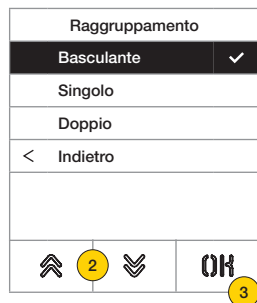 Raggruppamento
Basculante
Singolo
Doppio
< Indietro
2
OK
3